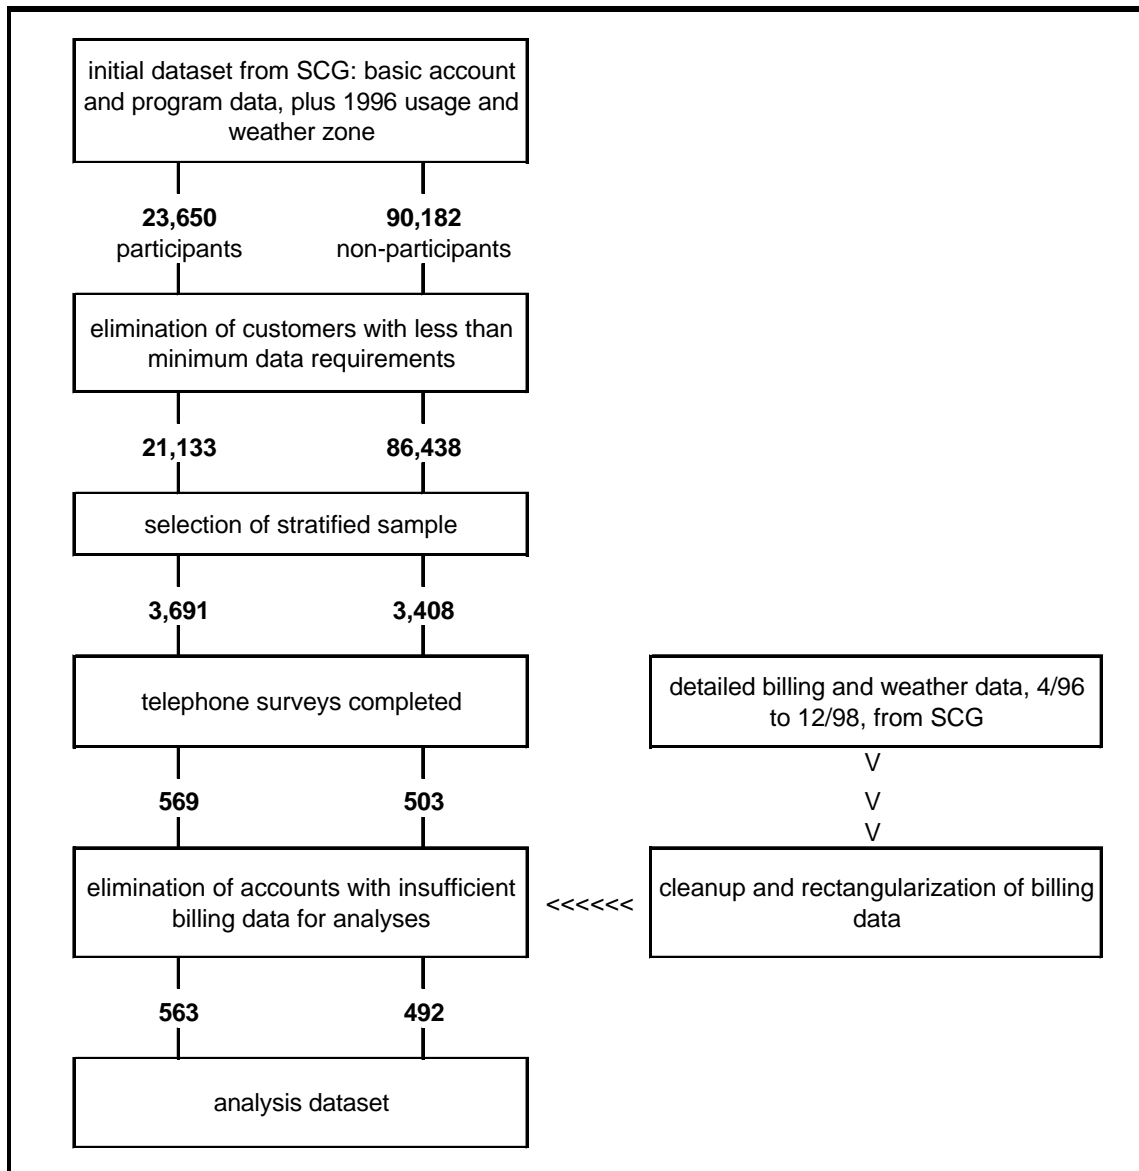 initial dataset from SCG: basic account
and program data, plus 1996 usage and
weather zone
23,650 90,182
participants non-participants
elimination of customers with less than
minimum data requirements
21,133 86,438
selection of stratified sample
3,691 3,408
telephone surveys completed
detailed billing and weather data, 4/96
to 12/98, from SCG
V
V
V
569 503
elimination of accounts with insufficient
billing data for analyses
<<<<<<
cleanup and rectangularization of billing
data
563 492
analysis dataset